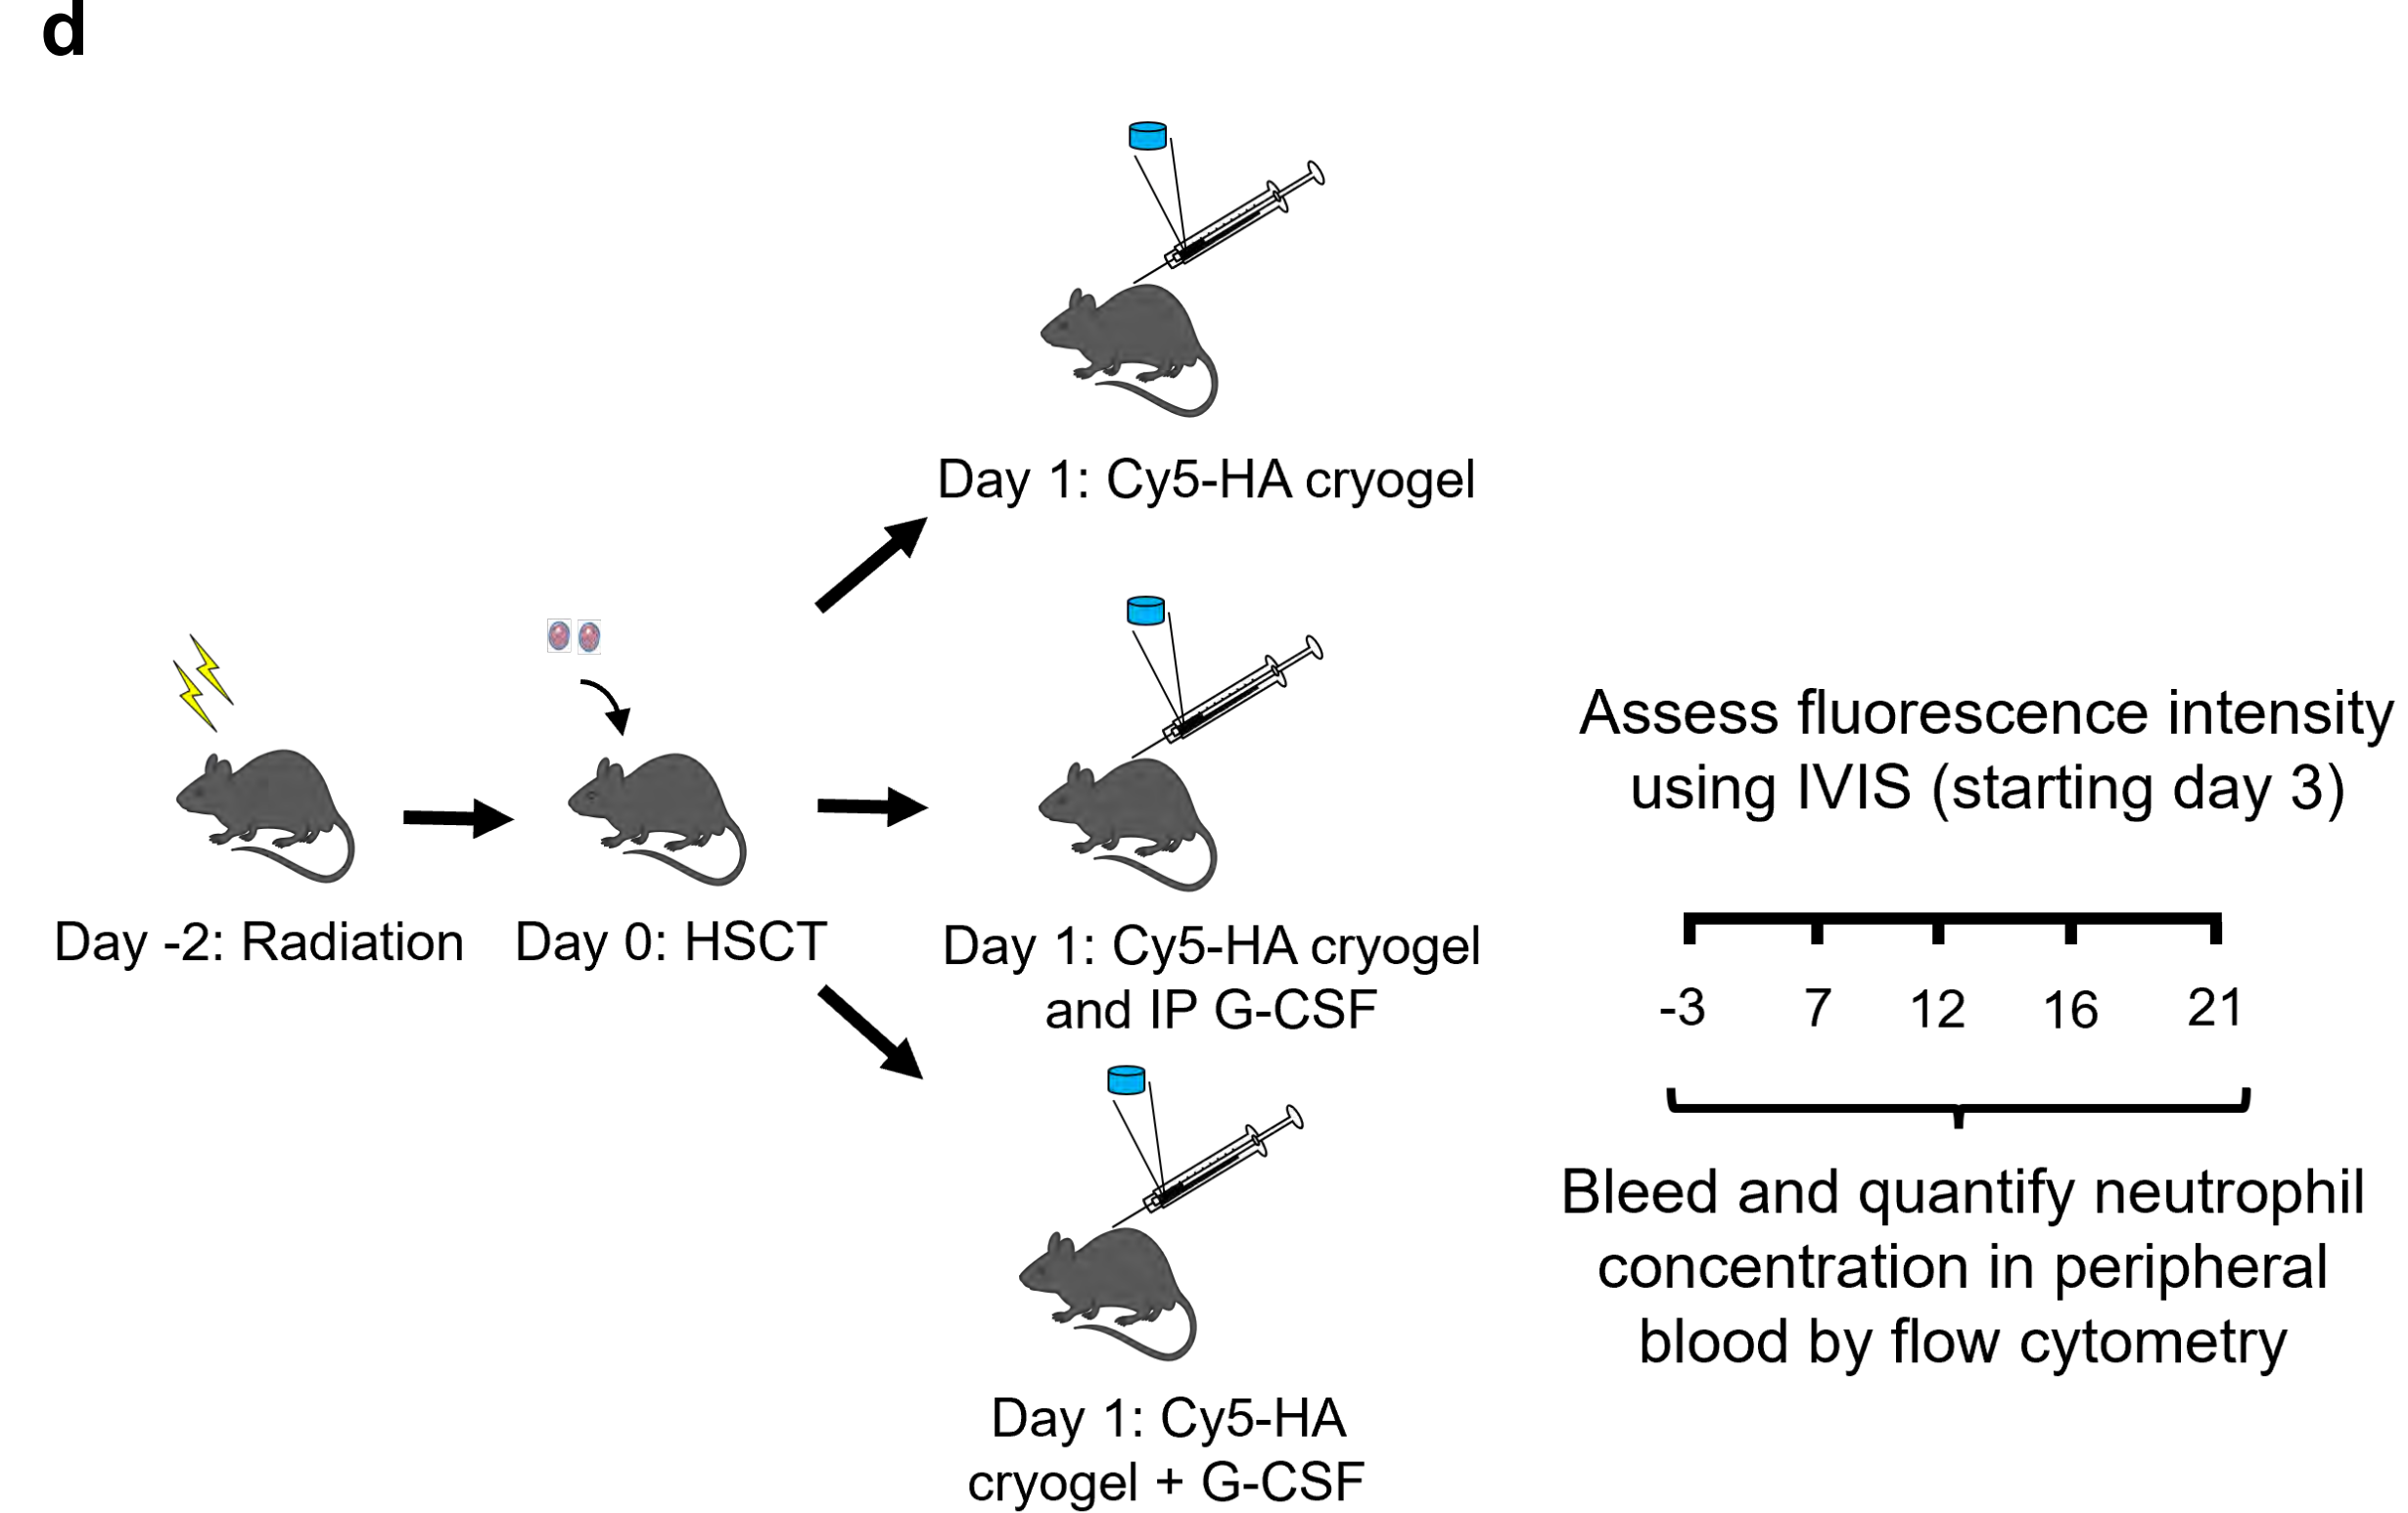 d
Day 1: Cy5-HA cryogel
Day -2: Radiation
Day 0: HSCT
Day 1: Cy5-HA cryogel
and IP G-CSF
Day 1: Cy5-HA
cryogel + G-CSF
Assess fluorescence intensity
using IVIS (starting day 3)
-3 7 12 16 21
Bleed and quantify neutrophil
concentration in peripheral
blood by flow cytometry